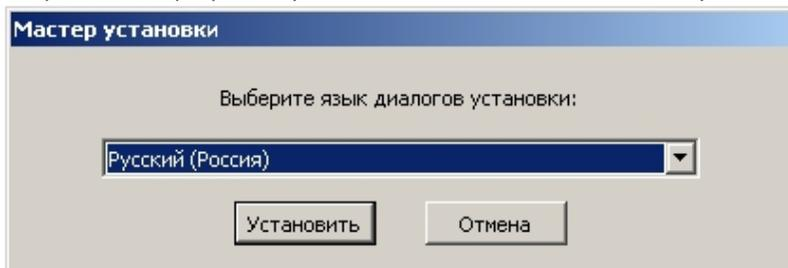 Мастер установки
Выберите язык диалогов установки:
Русский (Россия)
Установить
Отмена